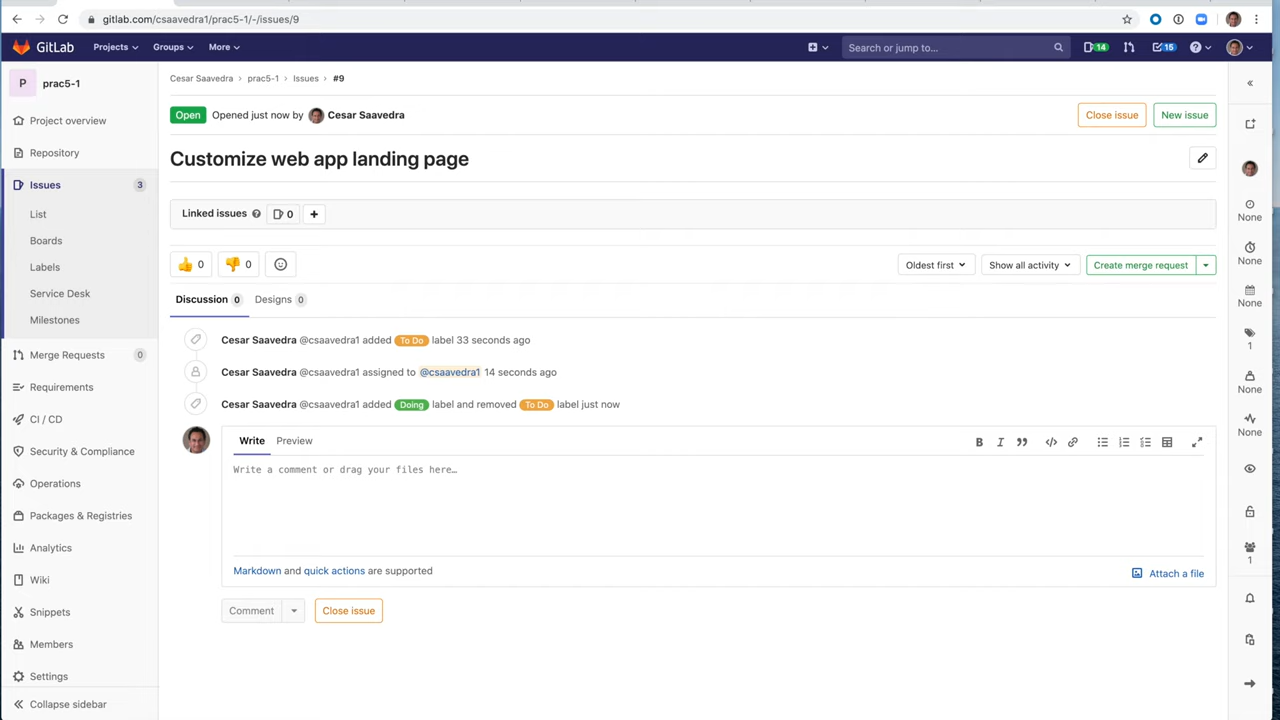 gitlab.com/csaavedra1/prac5-1/-/issues/9
GitLab Projects Groups More Search or jump to... 14 15
P prac5-1
Project overview
Repository
Issues 3
List
Boards
Labels
Service Desk
Milestones
Merge Requests 0
Requirements
CI / CD
Security & Compliance
Operations
Packages & Registries
Analytics
Wiki
Snippets
Members
Settings
Collapse sidebar
Cesar Saavedra > prac5-1 > Issues > #9
Open Opened just now by Cesar Saavedra Close issue New issue
Customize web app landing page
Linked issues 0
0 0 Oldest first Show all activity Create merge request
Discussion 0 Designs 0
Cesar Saavedra @csaavedra1 added To Do label 33 seconds ago
Cesar Saavedra @csaavedra1 assigned to @csaavedra1 14 seconds ago
Cesar Saavedra @csaavedra1 added Doing label and removed To Do label just now
Write Preview
Write a comment or drag your files here…
Markdown and quick actions are supported Attach a file
Comment Close issue
None
None
None
1
None
None
1